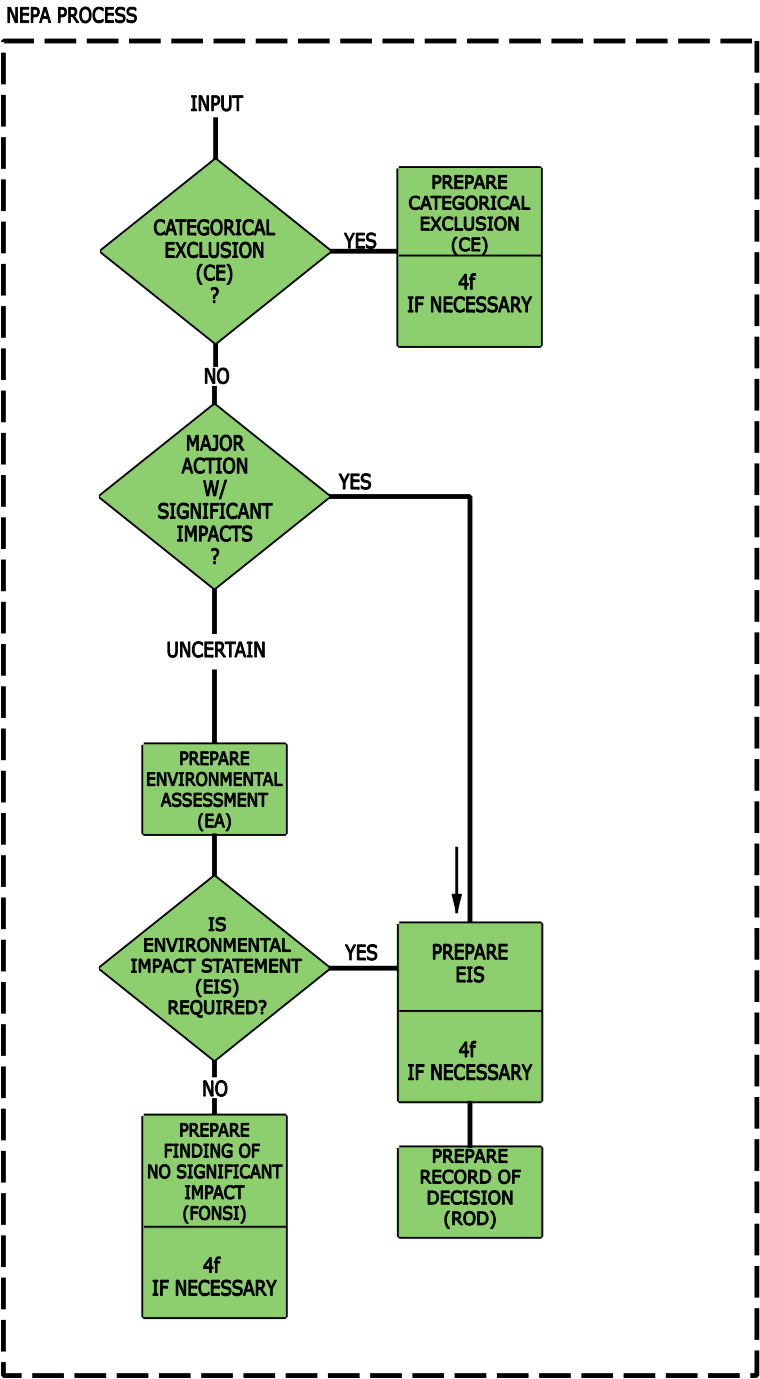 NEPA PROCESS
INPUT
CATEGORICAL
EXCLUSION
(CE)
?
YES
PREPARE
CATEGORICAL
EXCLUSION
(CE)
4f
IF NECESSARY
NO
MAJOR
ACTION
W/
SIGNIFICANT
IMPACTS
?
YES
UNCERTAIN
PREPARE
ENVIRONMENTAL
ASSESSMENT
(EA)
IS
ENVIRONMENTAL
IMPACT STATEMENT
(EIS)
REQUIRED?
YES
PREPARE
EIS
4f
IF NECESSARY
NO
PREPARE
FINDING OF
NO SIGNIFICANT
IMPACT
(FONSI)
4f
IF NECESSARY
PREPARE
RECORD OF
DECISION
(ROD)